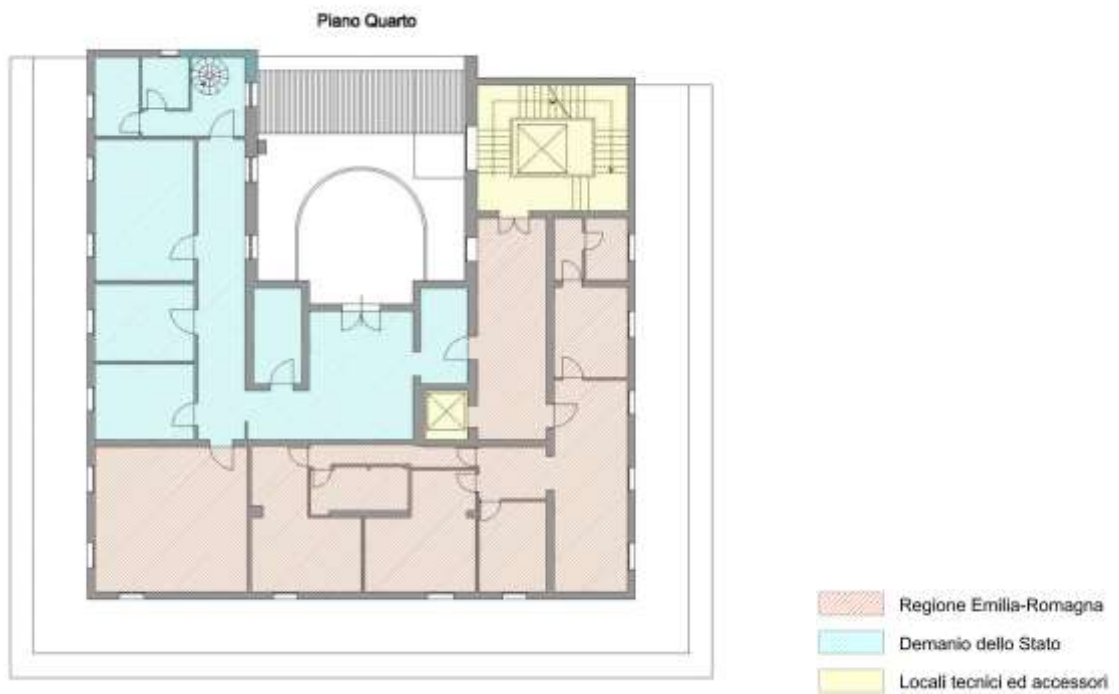 Piano Quarto
Regione Emilia-Romagna
Demanio dello Stato
Locali tecnici ed accessori